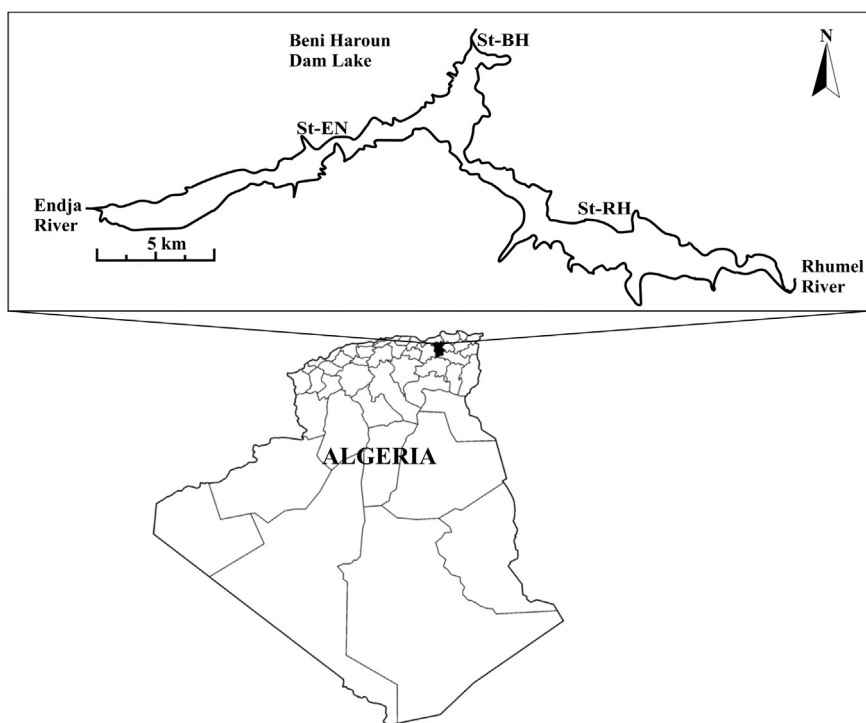 Beni Haroun
Dam Lake
St-BH
N
St-EN
Endja
River
5 km
St-RH
Rhumel
River
ALGERIA